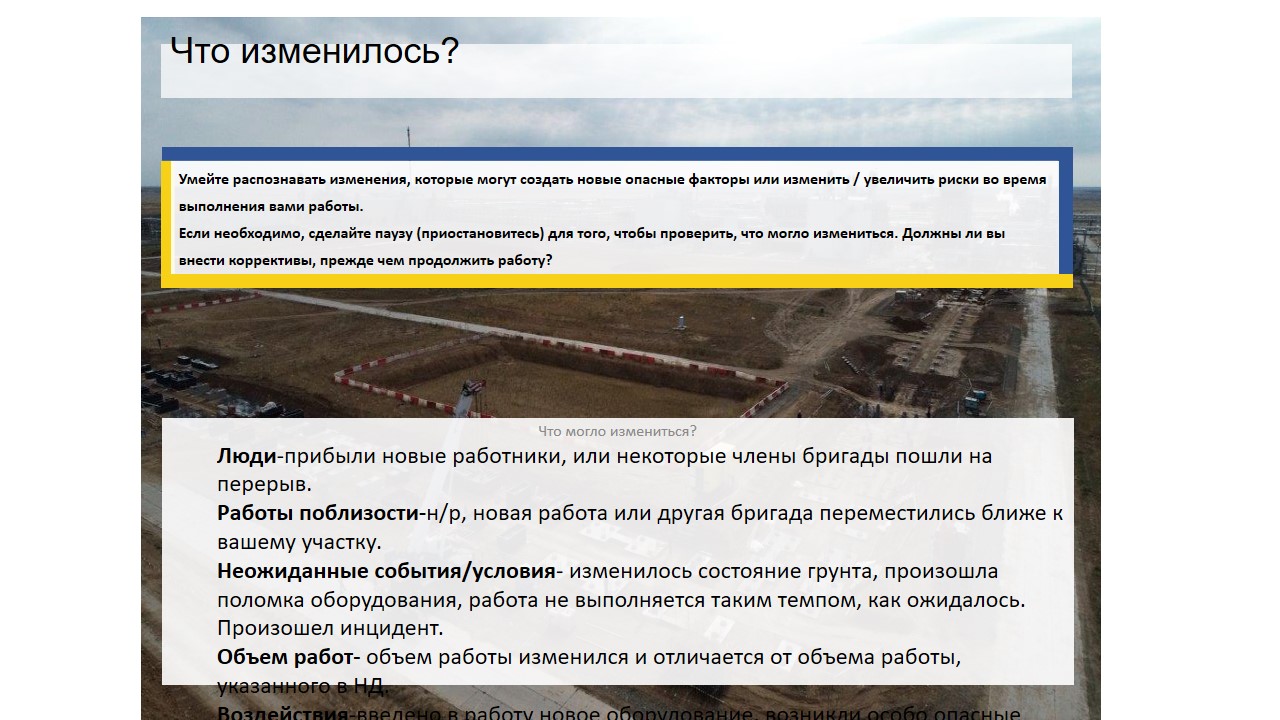 Что изменилось?
Умейте распознавать изменения, которые могут создать новые опасные факторы или изменить / увеличить риски во время
выполнения вами работы.
Если необходимо, сделайте паузу (приостановитесь) для того, чтобы проверить, что могло измениться. Должны ли вы
внести коррективы, прежде чем продолжить работу?
Что могло измениться?
Люди-прибыли новые работники, или некоторые члены бригады пошли на
перерыв.
Работы поблизости-н/р, новая работа или другая бригада переместились ближе к
вашему участку.
Неожиданные события/условия- изменилось состояние грунта, произошла
поломка оборудования, работа не выполняется таким темпом, как ожидалось.
Произошел инцидент.
Объем работ- объем работы изменился и отличается от объема работы,
указанного в НД.
Воздействия-введено в работу новое оборудование, возникли особо опасные